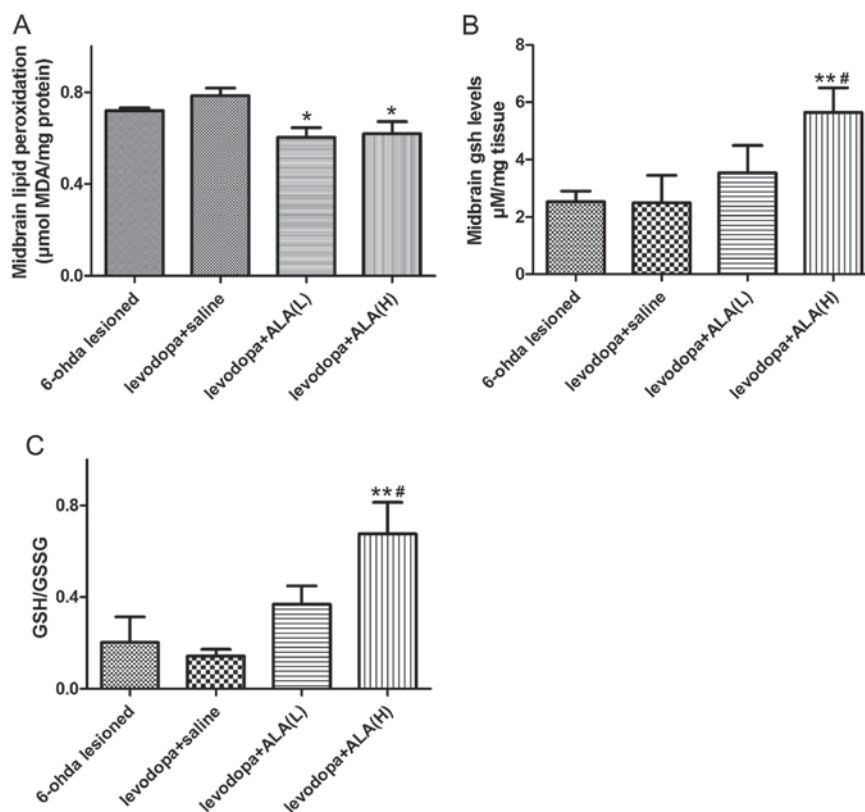 A
Midbrain lipid peroxidation
(μmol MDA/mg protein)
0.8
0.4
0.0
*
*
6-ohda lesioned
levodopa+saline
levodopa+ALA(L)
levodopa+ALA(H)
B
Midbrain gsh levels
μM/mg tissue
8
6
4
2
0
**#
6-ohda lesioned
levodopa+saline
levodopa+ALA(L)
levodopa+ALA(H)
C
GSH/GSSG
0.8
0.4
0.0
**#
6-ohda lesioned
levodopa+saline
levodopa+ALA(L)
levodopa+ALA(H)